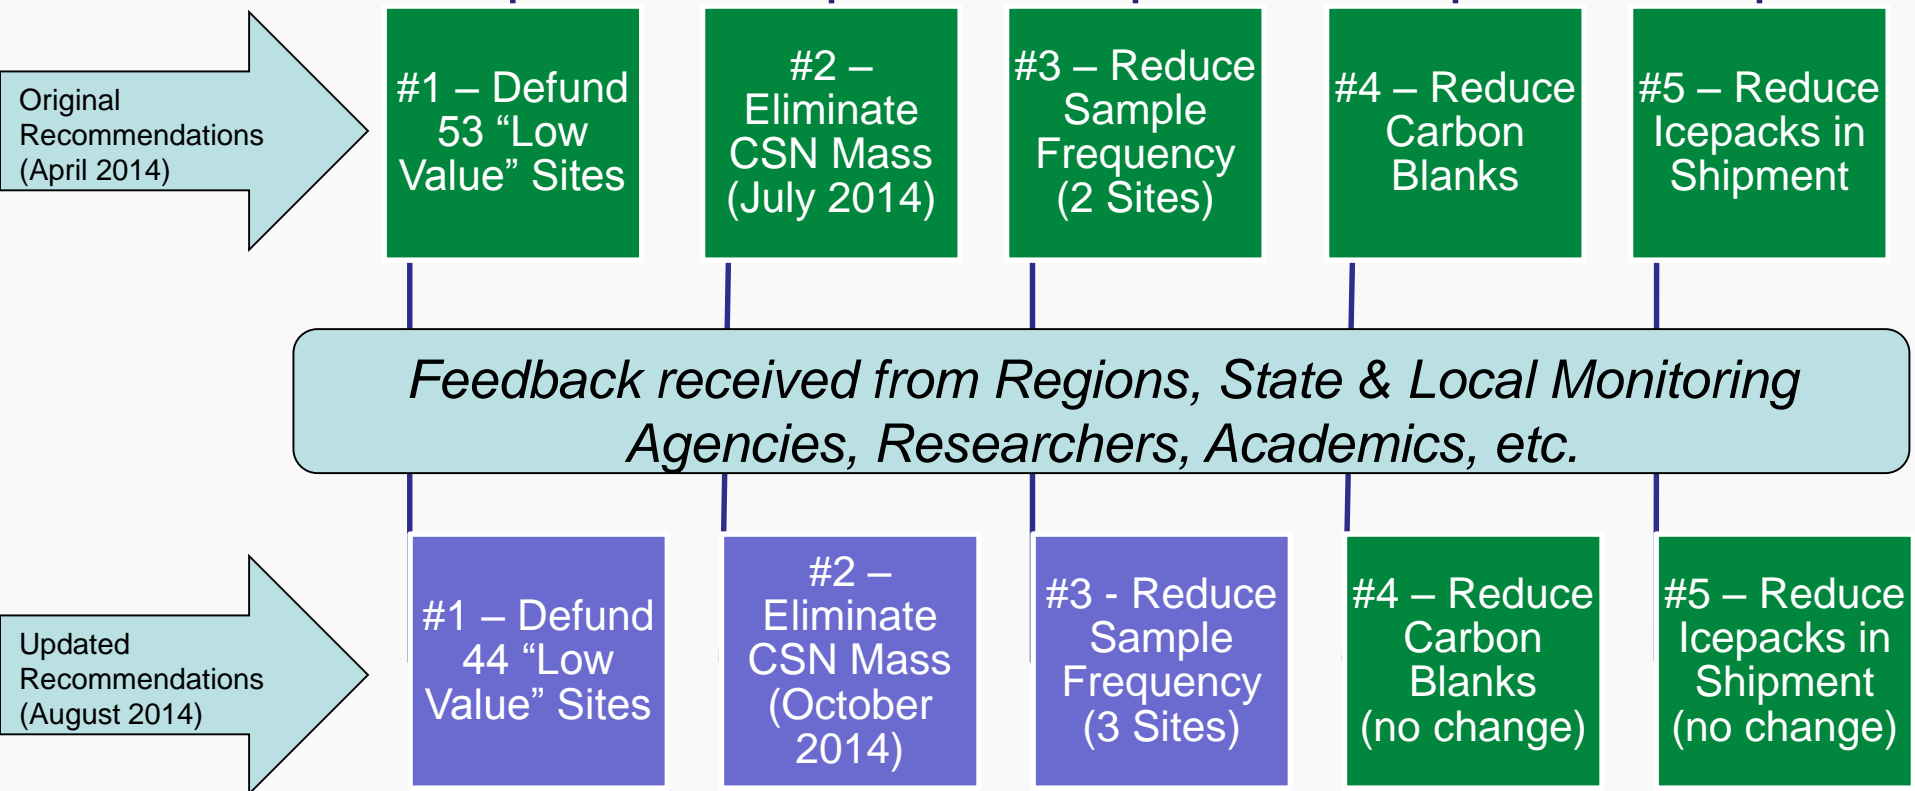 Original
Recommendations
(April 2014)
#1 – Defund
53 “Low
Value” Sites
#2 –
Eliminate
CSN Mass
(July 2014)
#3 – Reduce
Sample
Frequency
(2 Sites)
#4 – Reduce
Carbon
Blanks
#5 – Reduce
Icepacks in
Shipment
Feedback received from Regions, State & Local Monitoring
Agencies, Researchers, Academics, etc.
Updated
Recommendations
(August 2014)
#1 – Defund
44 “Low
Value” Sites
#2 –
Eliminate
CSN Mass
(October
2014)
#3 - Reduce
Sample
Frequency
(3 Sites)
#4 – Reduce
Carbon
Blanks
(no change)
#5 – Reduce
Icepacks in
Shipment
(no change)